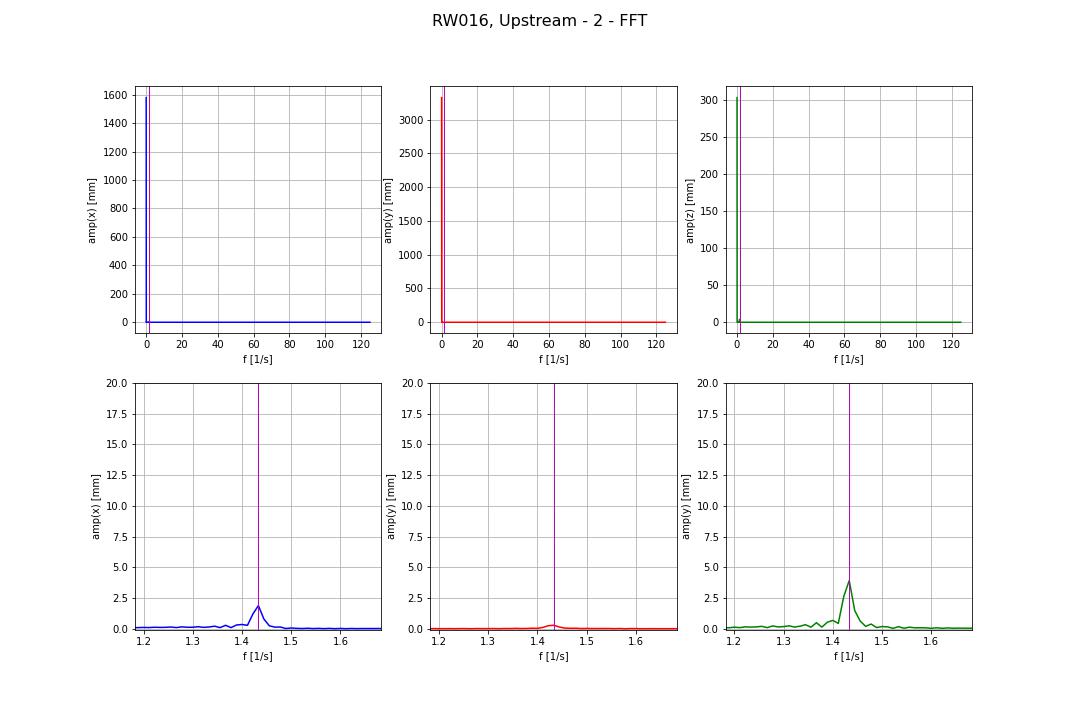 RW016, Upstream - 2 - FFT
1600
1400
1200
1000
800
600
400
200
0
amp(x) [mm]
0 20 40 60 80 100 120
f [1/s]
3000
2500
2000
1500
1000
500
0
amp(y) [mm]
0 20 40 60 80 100 120
f [1/s]
300
250
200
150
100
50
0
amp(z) [mm]
0 20 40 60 80 100 120
f [1/s]
20.0
17.5
15.0
12.5
10.0
7.5
5.0
2.5
0.0
amp(x) [mm]
1.2 1.3 1.4 1.5 1.6
f [1/s]
20.0
17.5
15.0
12.5
10.0
7.5
5.0
2.5
0.0
amp(y) [mm]
1.2 1.3 1.4 1.5 1.6
f [1/s]
20.0
17.5
15.0
12.5
10.0
7.5
5.0
2.5
0.0
amp(y) [mm]
1.2 1.3 1.4 1.5 1.6
f [1/s]